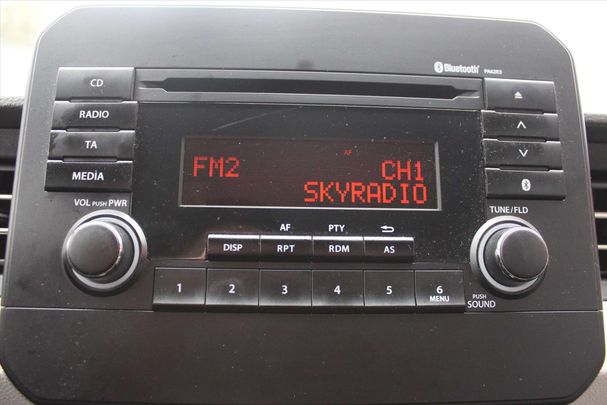 Bluetooth PA42R3
CD
RADIO
TA
MEDIA
AF
FM2 CH1
SKYRADIO
VOL PUSH PWR
TUNE/FLD
AF PTY
DISP RPT RDM AS
1 2 3 4 5 6
MENU
PUSH
SOUND